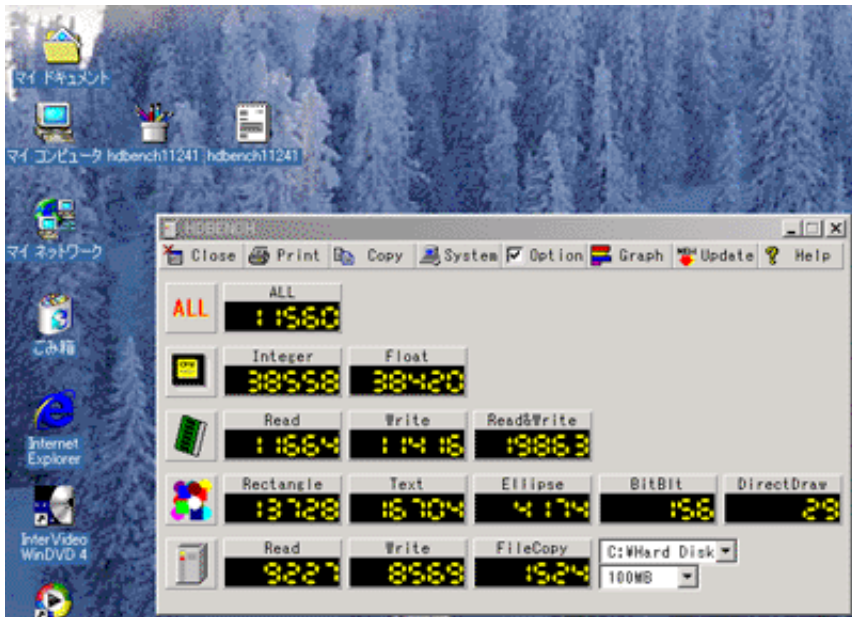 マイ ドキュメント
マイ コンピュータ hdbench11241 hdbench11241
マイ ネットワーク
ごみ箱
Internet
Explorer
InterVideo
WinDVD 4
HDBENCH
Close Print Copy System Option Graph Update Help
ALL
ALL
11560
Integer Float
38558 38420
Read Write Read&Write
11664 11416 19863
Rectangle Text Ellipse BitBlt DirectDraw
13728 16704 4174 156 29
Read Write FileCopy
9227 8569 1524
C:¥Hard Disk
100MB